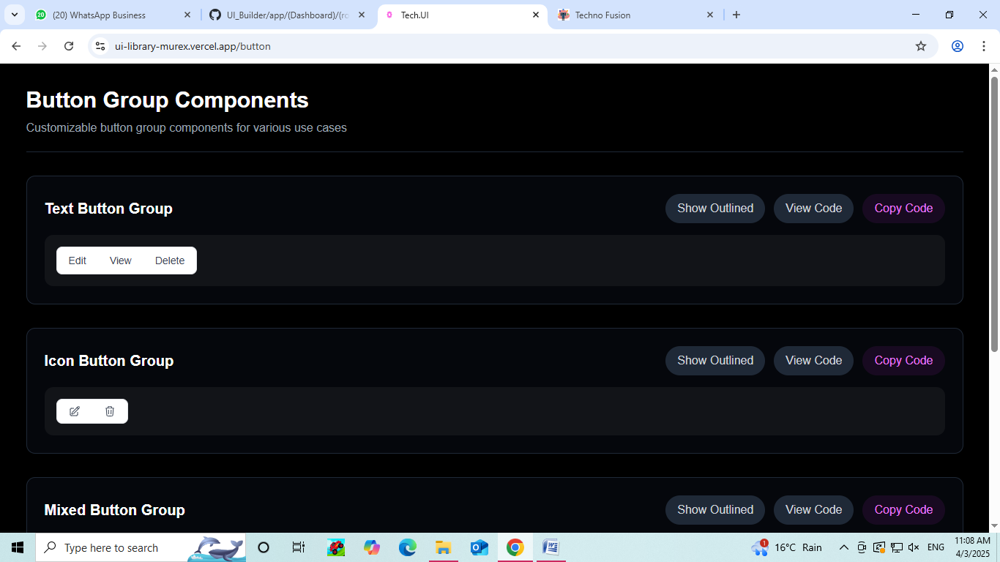 20
(20) WhatsApp Business
UI_Builder/app/(Dashboard)/(ro
Tech.UI
Techno Fusion
ui-library-murex.vercel.app/button
Button Group Components
Customizable button group components for various use cases
Text Button Group
Show Outlined
View Code
Copy Code
Edit
View
Delete
Icon Button Group
Show Outlined
View Code
Copy Code
Mixed Button Group
Show Outlined
View Code
Copy Code
Type here to search
1
16°C Rain
ENG
11:08 AM
4/3/2025